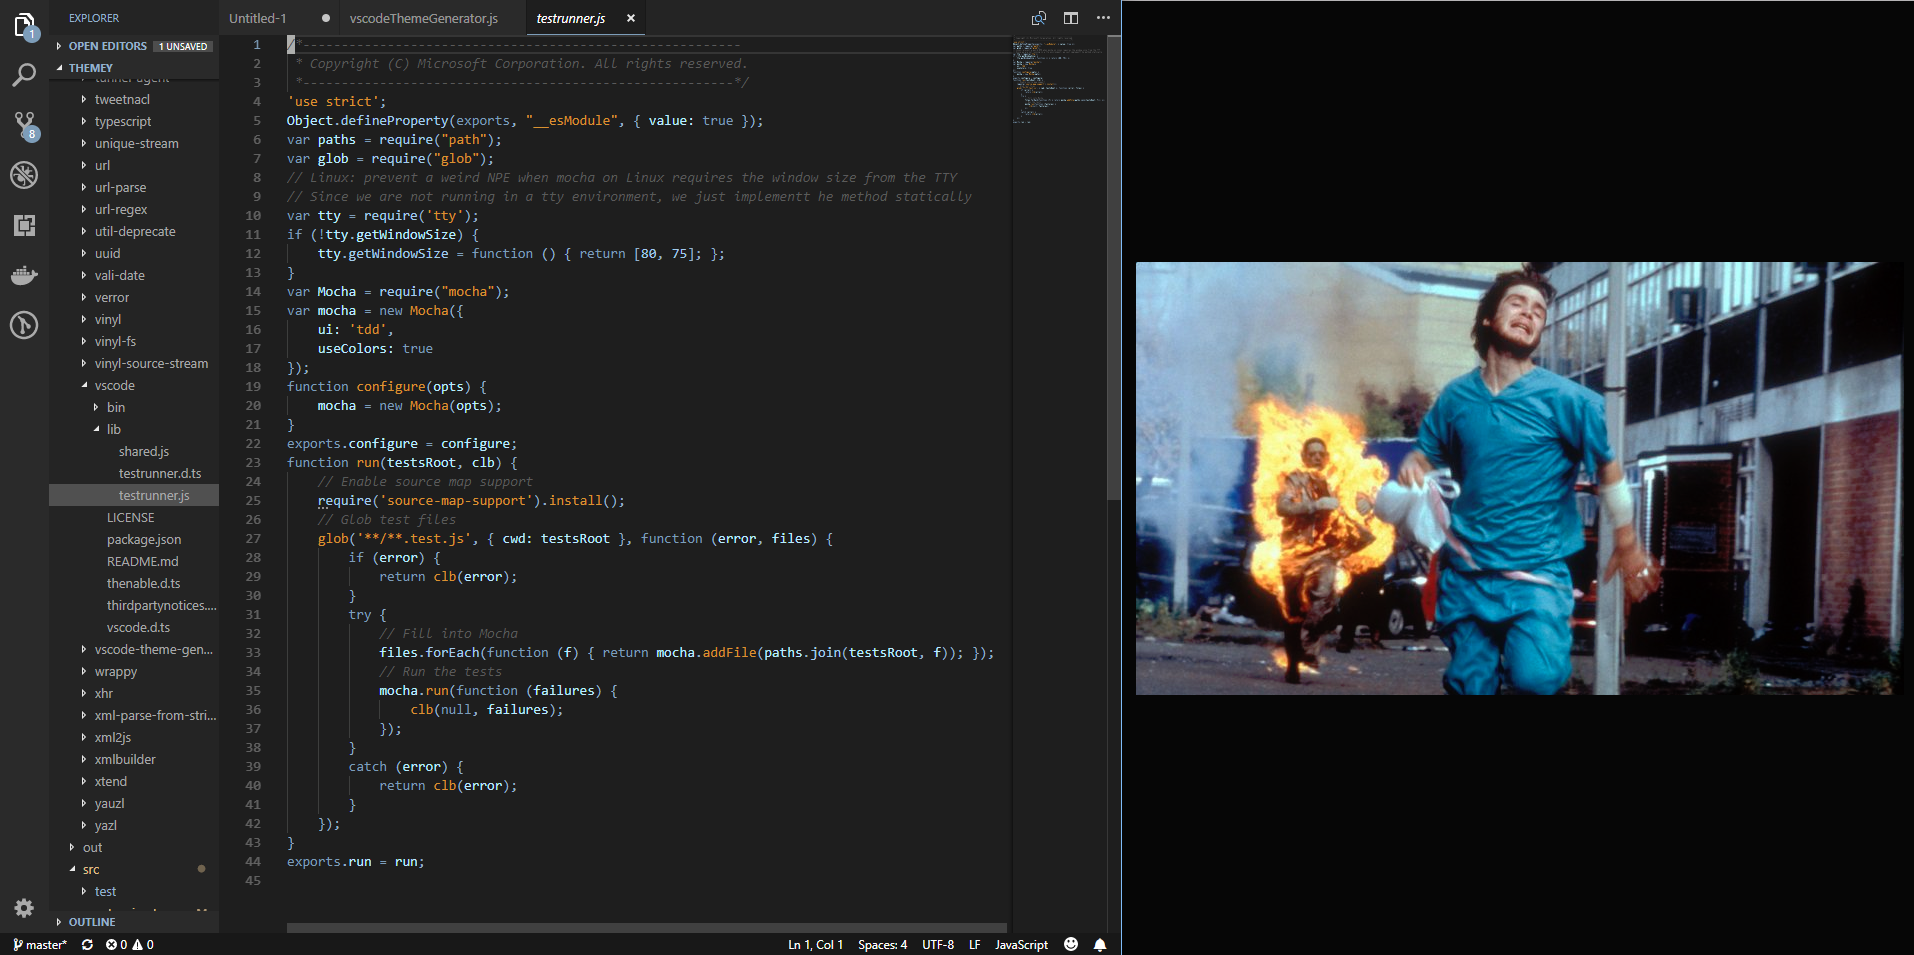 EXPLORER
OPEN EDITORS 1 UNSAVED
THEMEY
tunnel-agent
tweetnacl
typescript
unique-stream
url
url-parse
url-regex
util-deprecate
uuid
vali-date
verror
vinyl
vinyl-fs
vinyl-source-stream
vscode
bin
lib
shared.js
testrunner.d.ts
testrunner.js
LICENSE
package.json
README.md
thenable.d.ts
thirdpartynotices....
vscode.d.ts
vscode-theme-gen...
wrappy
xhr
xml-parse-from-stri...
xml2js
xmlbuilder
xtend
yauzl
yazl
out
src
test
OUTLINE
1
8
Untitled-1 vscodeThemeGenerator.js testrunner.js
1 /*---------------------------------------------------------
2 * Copyright (C) Microsoft Corporation. All rights reserved.
3 *--------------------------------------------------------*/
4 'use strict';
5 Object.defineProperty(exports, "__esModule", { value: true });
6 var paths = require("path");
7 var glob = require("glob");
8 // Linux: prevent a weird NPE when mocha on Linux requires the window size from the TTY
9 // Since we are not running in a tty environment, we just implementt he method statically
10 var tty = require('tty');
11 if (!tty.getWindowSize) {
12 tty.getWindowSize = function () { return [80, 75]; };
13 }
14 var Mocha = require("mocha");
15 var mocha = new Mocha({
16 ui: 'tdd',
17 useColors: true
18 });
19 function configure(opts) {
20 mocha = new Mocha(opts);
21 }
22 exports.configure = configure;
23 function run(testsRoot, clb) {
24 // Enable source map support
25 require('source-map-support').install();
26 // Glob test files
27 glob('**/**.test.js', { cwd: testsRoot }, function (error, files) {
28 if (error) {
29 return clb(error);
30 }
31 try {
32 // Fill into Mocha
33 files.forEach(function (f) { return mocha.addFile(paths.join(testsRoot, f)); });
34 // Run the tests
35 mocha.run(function (failures) {
36 clb(null, failures);
37 });
38 }
39 catch (error) {
40 return clb(error);
41 }
42 });
43 }
44 exports.run = run;
45
master* 0 0 Ln 1, Col 1 Spaces: 4 UTF-8 LF JavaScript